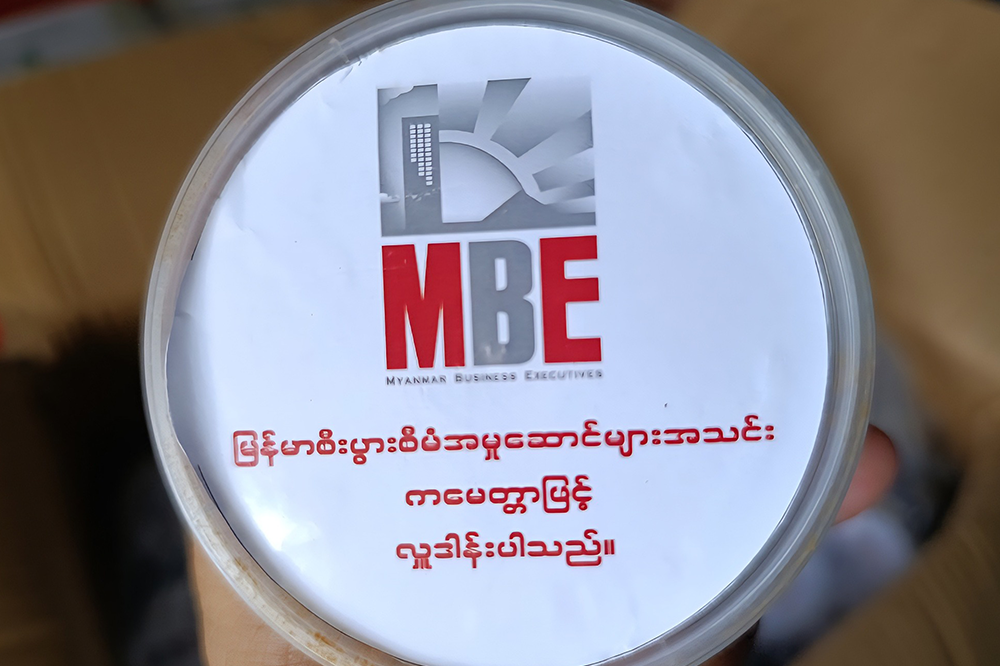 MBE
MYANMAR BUSINESS EXECUTIVES
မြန်မာစီးပွားစီမံအမှုဆောင်များအသင်း
ကမေတ္တာဖြင့်
လှူဒါန်းပါသည်။